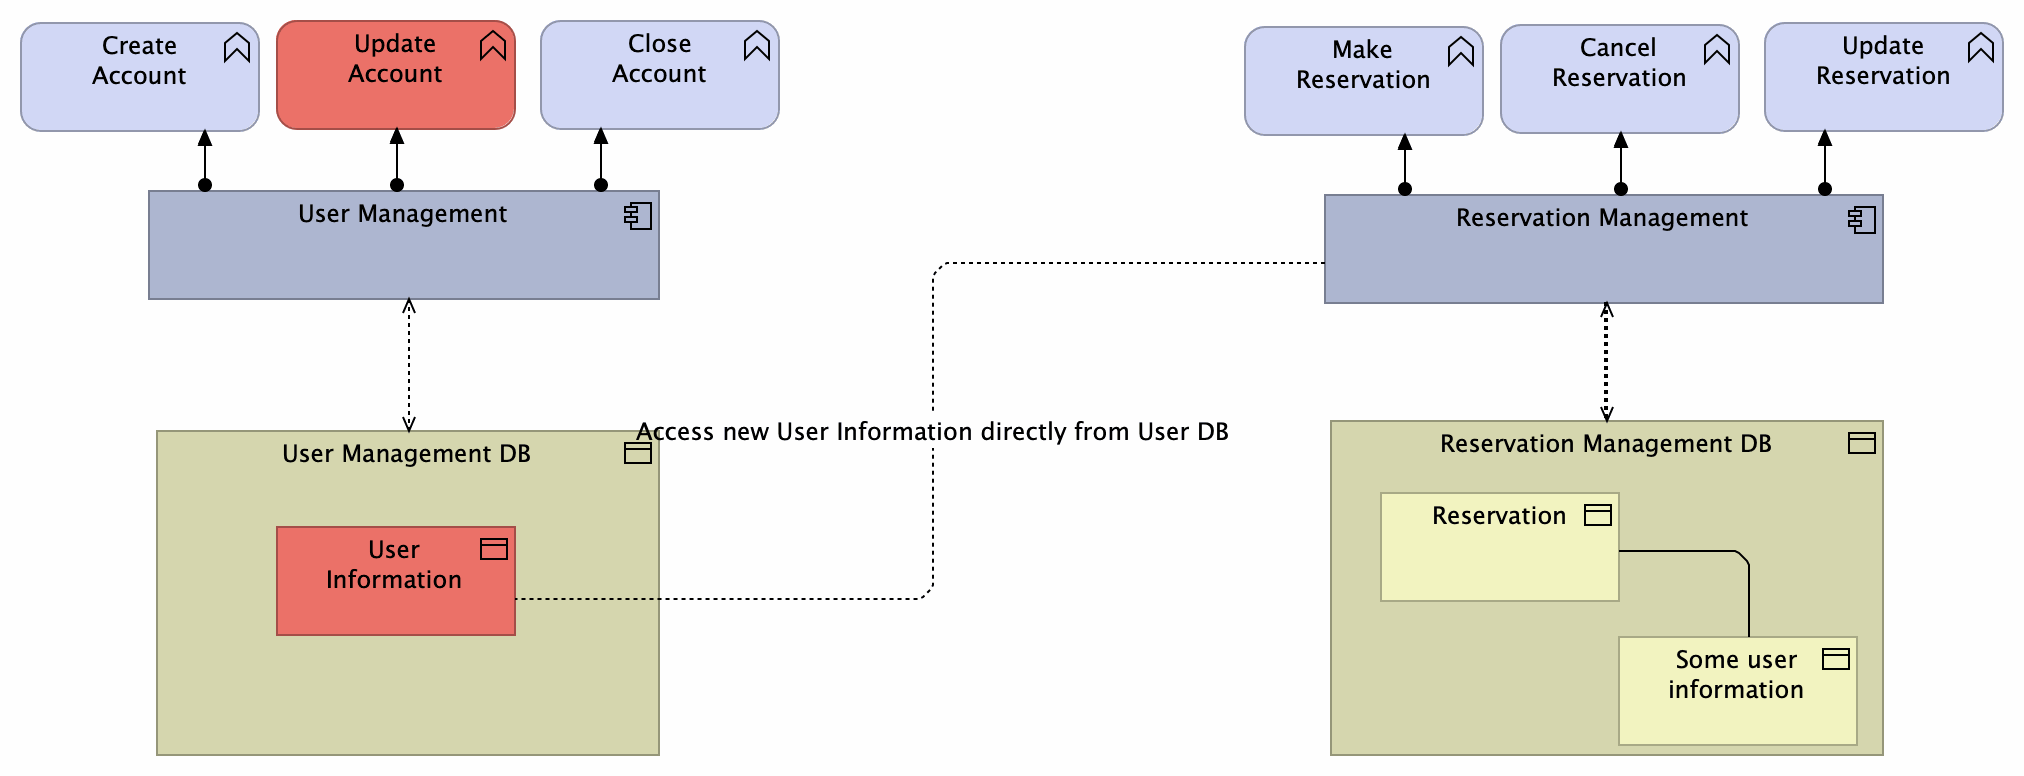 Create
Account
Update
Account
Close
Account
Make
Reservation
Cancel
Reservation
Update
Reservation
User Management
Reservation Management
Access new User Information directly from User DB
User Management DB
User
Information
Reservation Management DB
Reservation
Some user
information